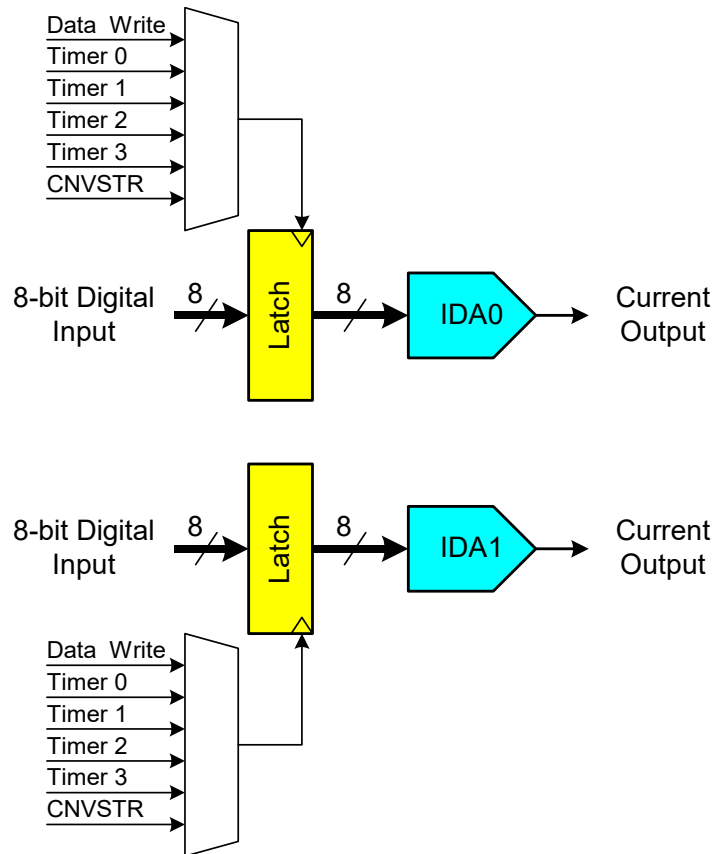 Data Write
Timer 0
Timer 1
Timer 2
Timer 3
CNVSTR
8-bit Digital
Input
8
Latch
8
IDA0
Current
Output
8-bit Digital
Input
8
Latch
8
IDA1
Current
Output
Data Write
Timer 0
Timer 1
Timer 2
Timer 3
CNVSTR